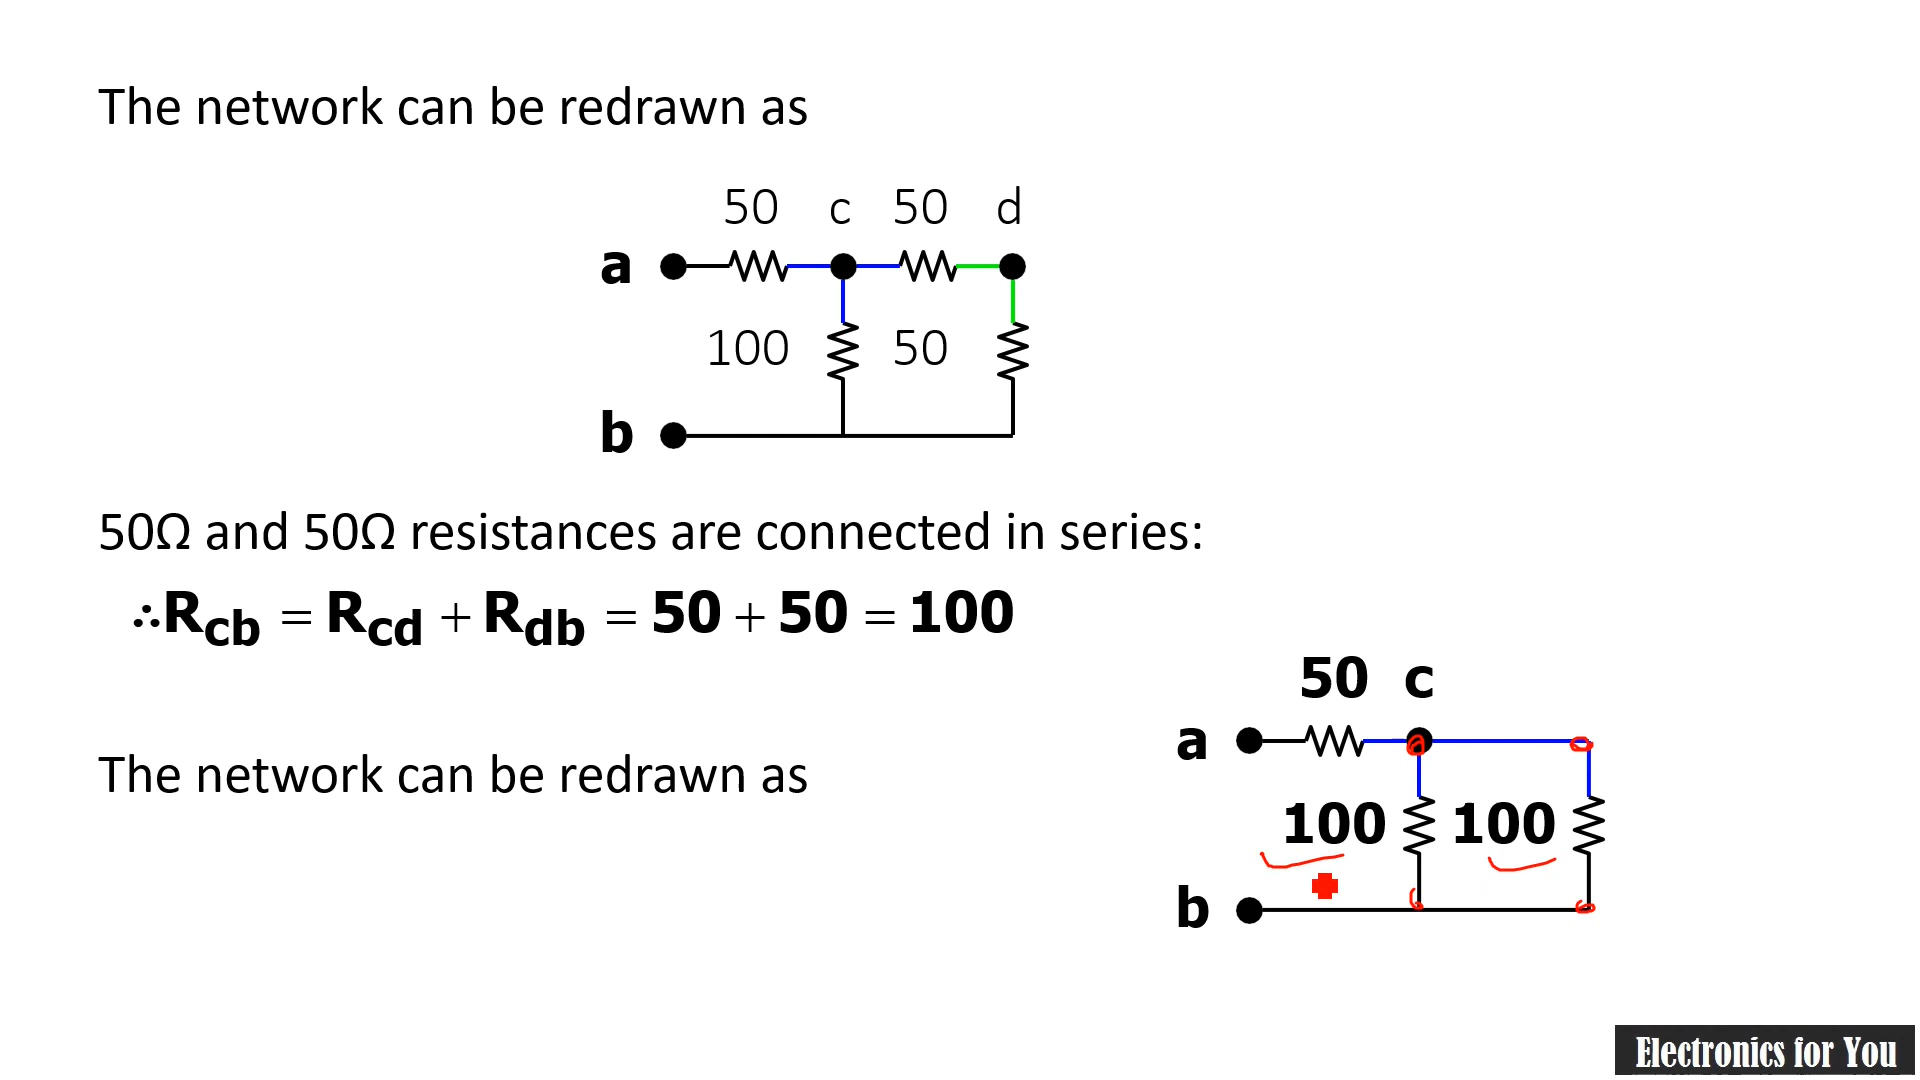 The network can be redrawn as
50 c 50 d
a
100 50
b
50Ω and 50Ω resistances are connected in series:
∴Rcb = Rcd + Rdb = 50 + 50 = 100
50 c
a
The network can be redrawn as
100 100
b
Electronics for You